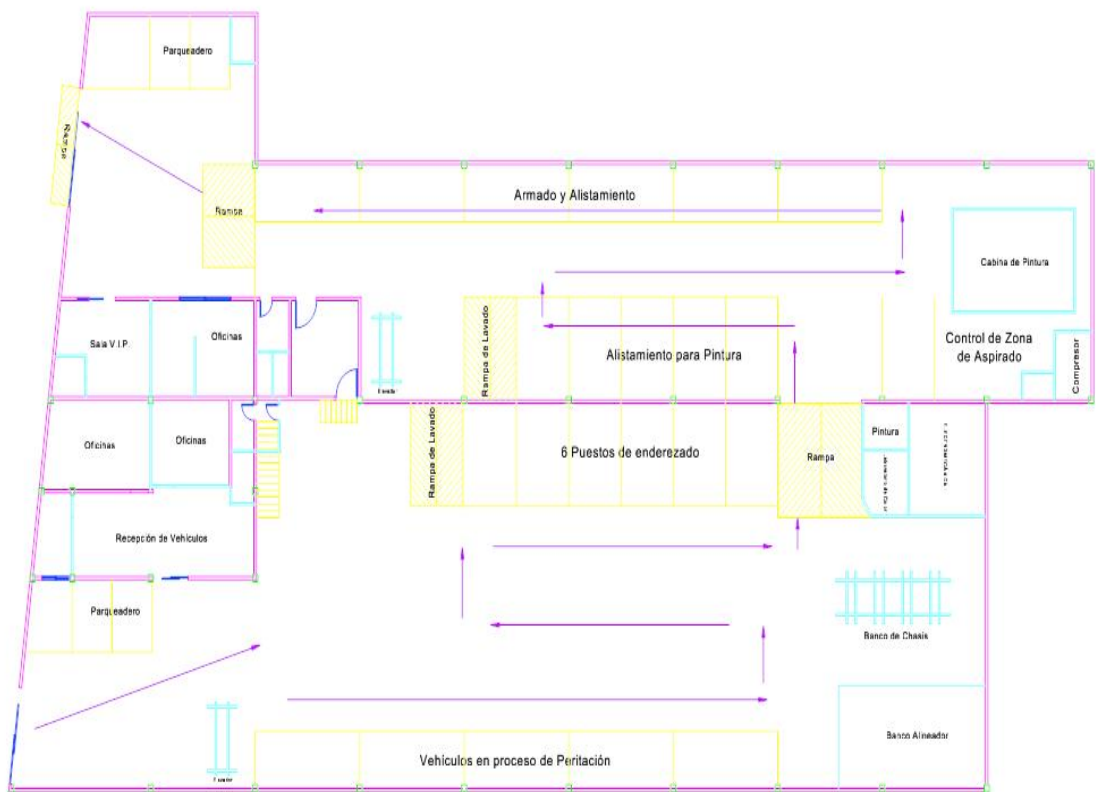 Parqueadero
Rampa
Rampa
Armado y Alistamiento
Cabina de Pintura
Sala V.I.P.
Oficinas
Rampa de Lavado
Alistamiento para Pintura
Control de Zona
de Aspirado
Compresor
Oficinas
Oficinas
Rampa de Lavado
6 Puestos de enderezado
Rampa
Pintura
Recepción de Vehículos
Parqueadero
Banco de Chasis
Banco Alineador
Vehículos en proceso de Peritación